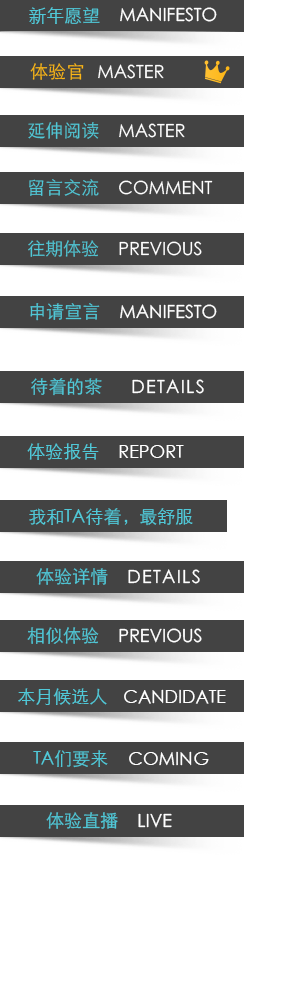 新年愿望 MANIFESTO
体验官 MASTER
延伸阅读 MASTER
留言交流 COMMENT
往期体验 PREVIOUS
申请宣言 MANIFESTO
待着的茶 DETAILS
体验报告 REPORT
我和TA待着，最舒服
体验详情 DETAILS
相似体验 PREVIOUS
本月候选人 CANDIDATE
TA们要来 COMING
体验直播 LIVE